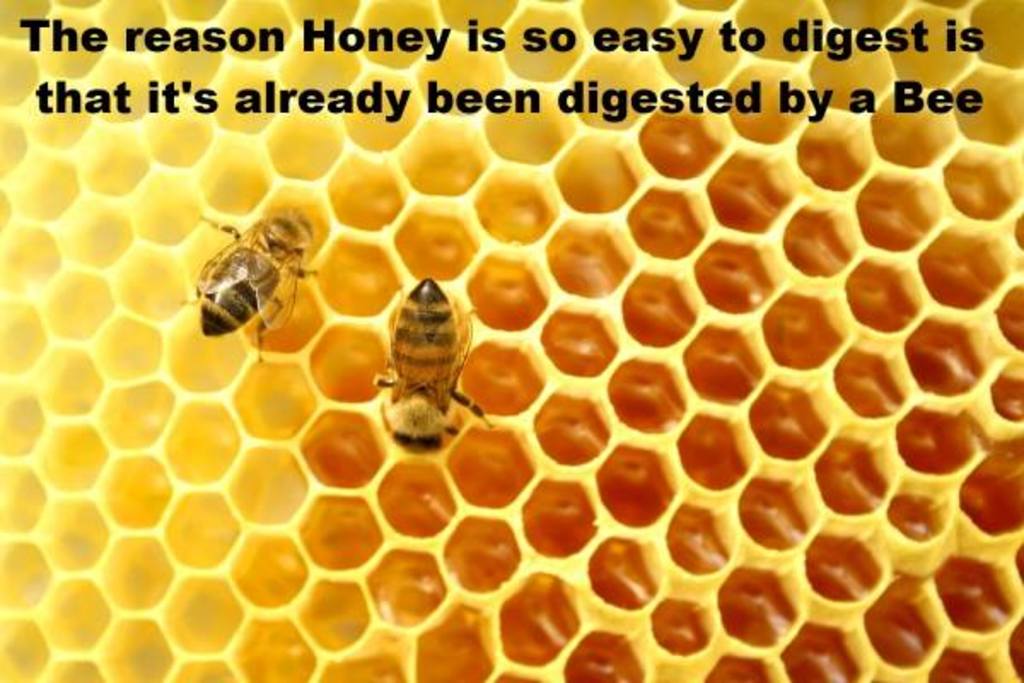 The reason Honey is so easy to digest is
that it's already been digested by a Bee